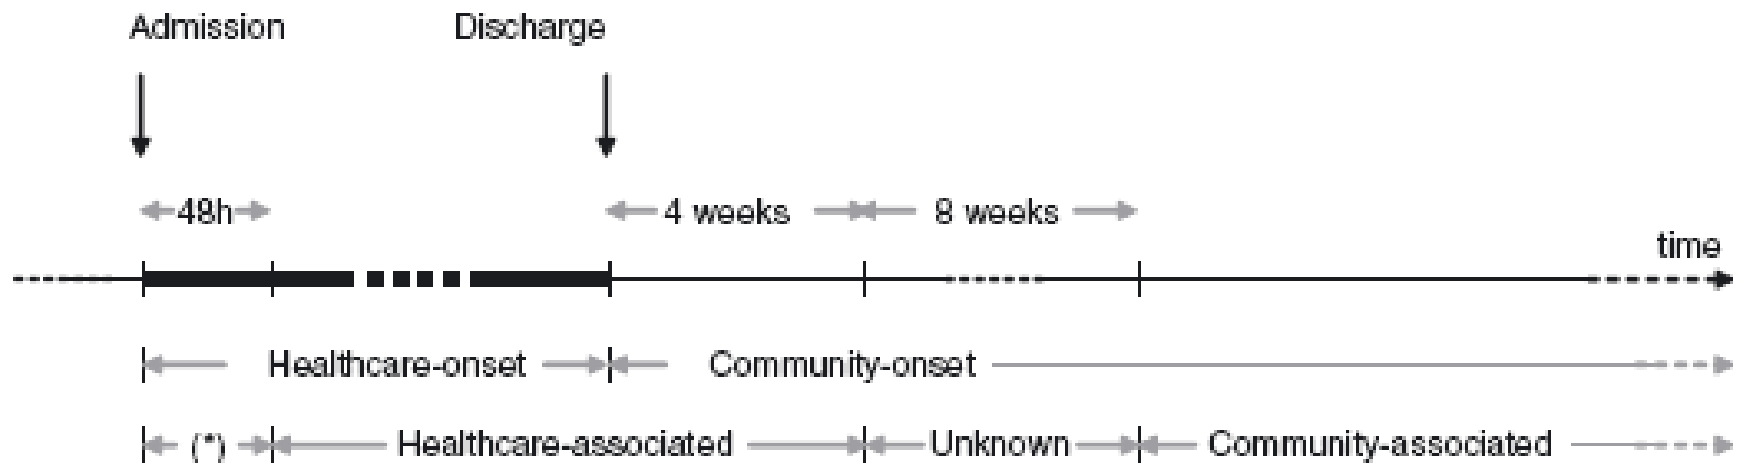 Admission Discharge
48h 4 weeks 8 weeks
time
Healthcare-onset Community-onset
(*) Healthcare-associated Unknown Community-associated